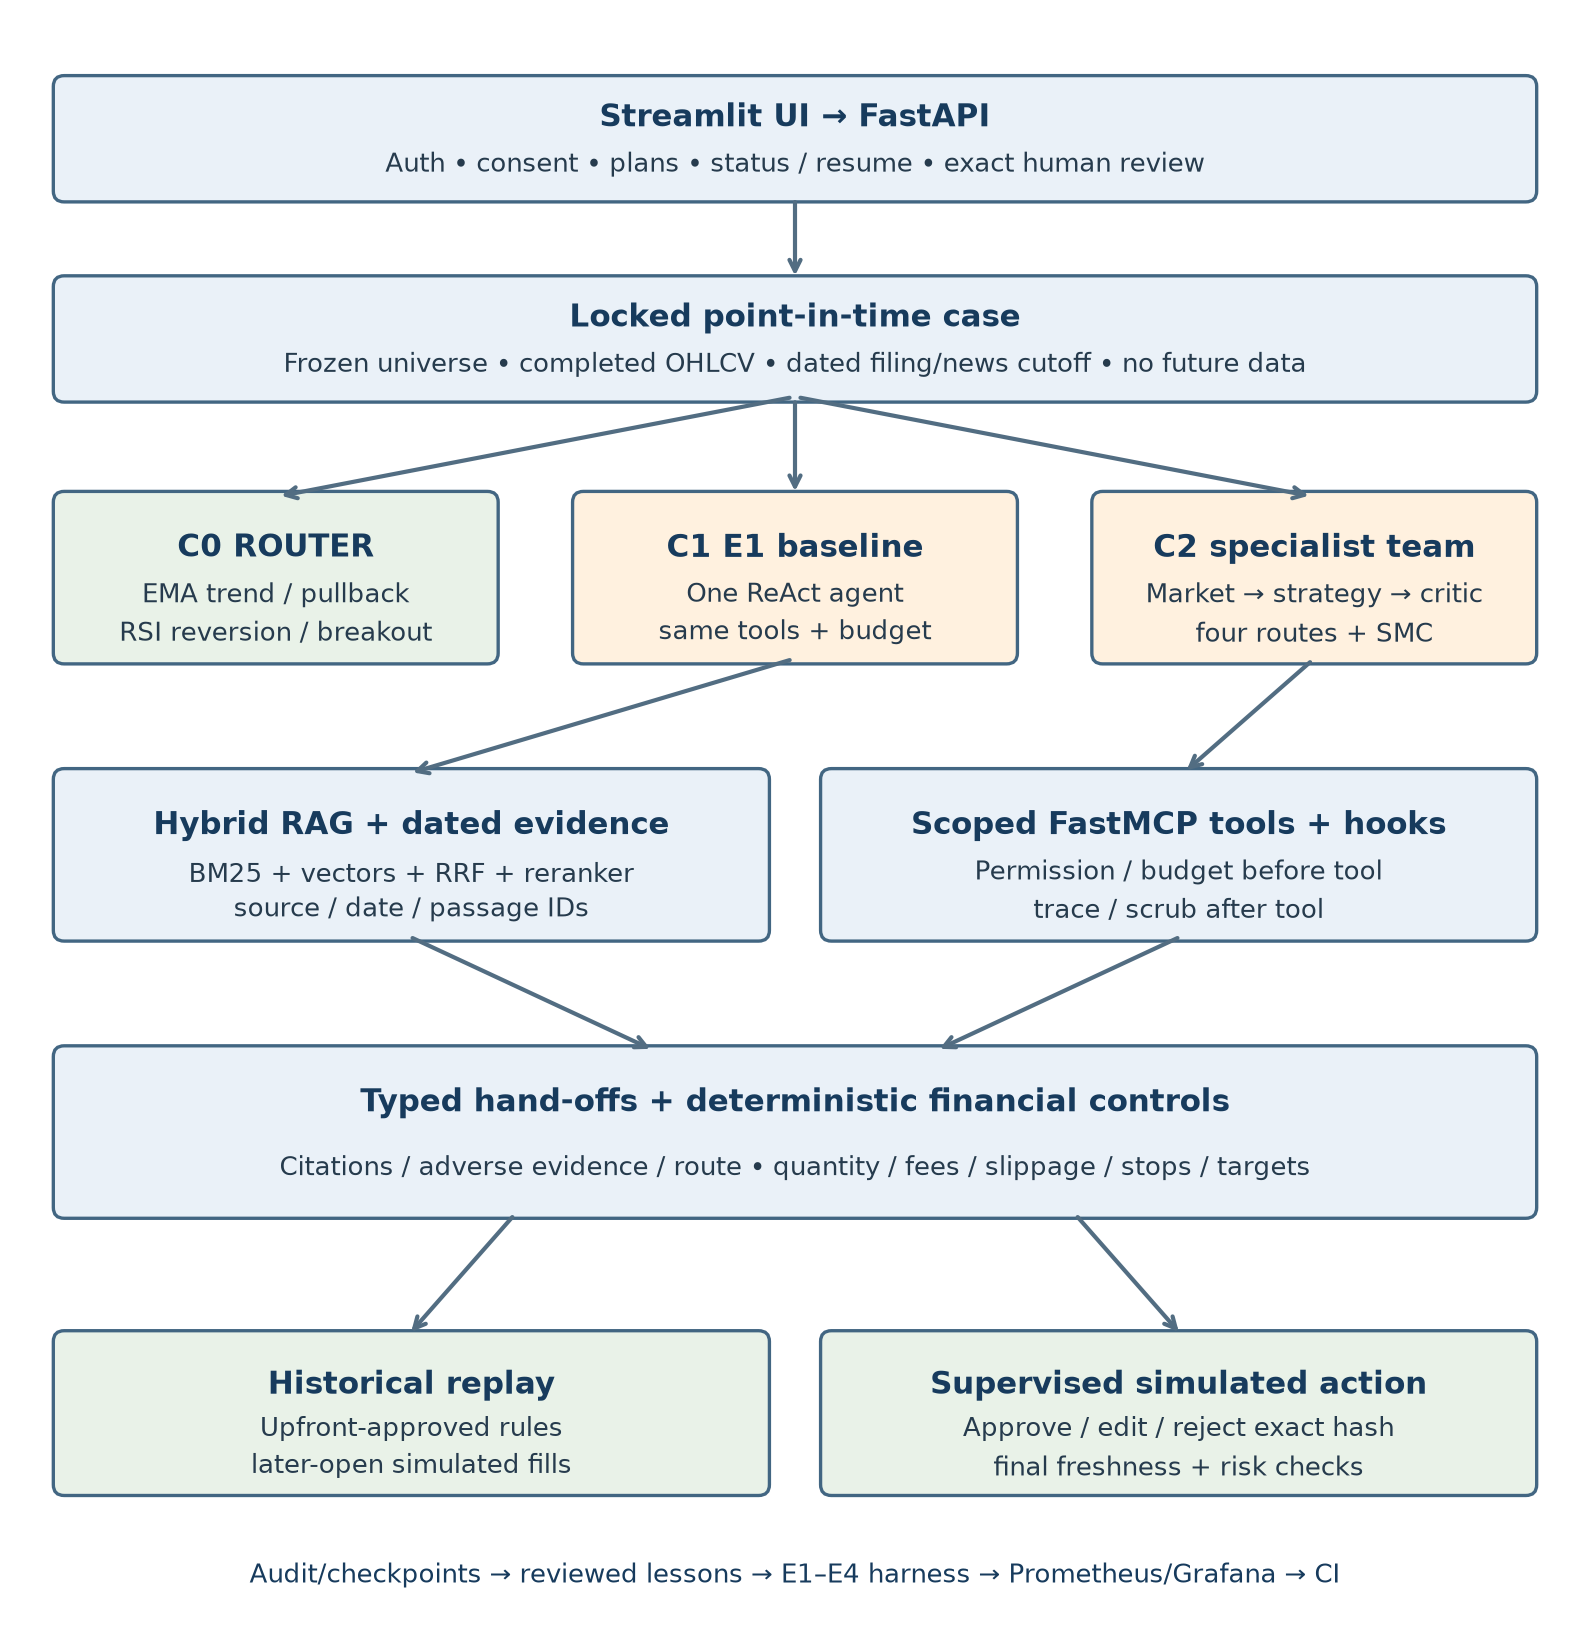 Streamlit UI → FastAPI
Auth • consent • plans • status / resume • exact human review
Locked point-in-time case
Frozen universe • completed OHLCV • dated filing/news cutoff • no future data
C0 ROUTER
EMA trend / pullback
RSI reversion / breakout
C1 E1 baseline
One ReAct agent
same tools + budget
C2 specialist team
Market → strategy → critic
four routes + SMC
Hybrid RAG + dated evidence
BM25 + vectors + RRF + reranker
source / date / passage IDs
Scoped FastMCP tools + hooks
Permission / budget before tool
trace / scrub after tool
Typed hand-offs + deterministic financial controls
Citations / adverse evidence / route • quantity / fees / slippage / stops / targets
Historical replay
Upfront-approved rules
later-open simulated fills
Supervised simulated action
Approve / edit / reject exact hash
final freshness + risk checks
Audit/checkpoints → reviewed lessons → E1–E4 harness → Prometheus/Grafana → CI